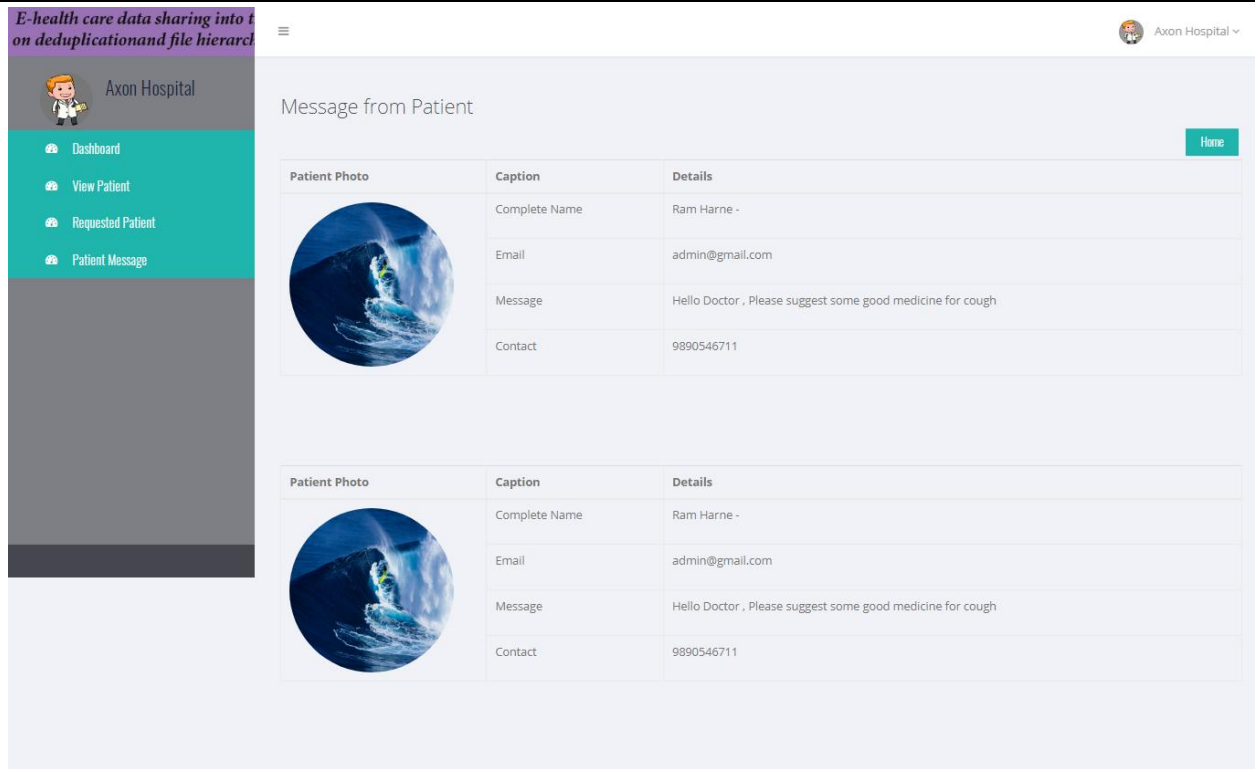 E-health care data sharing into t
on deduplicationand file hierarch
Axon Hospital
Axon Hospital
Dashboard
View Patient
Requested Patient
Patient Message
Message from Patient
Home
Patient Photo Caption Details
Complete Name Ram Harne -
Email admin@gmail.com
Message Hello Doctor , Please suggest some good medicine for cough
Contact 9890546711
Patient Photo Caption Details
Complete Name Ram Harne -
Email admin@gmail.com
Message Hello Doctor , Please suggest some good medicine for cough
Contact 9890546711